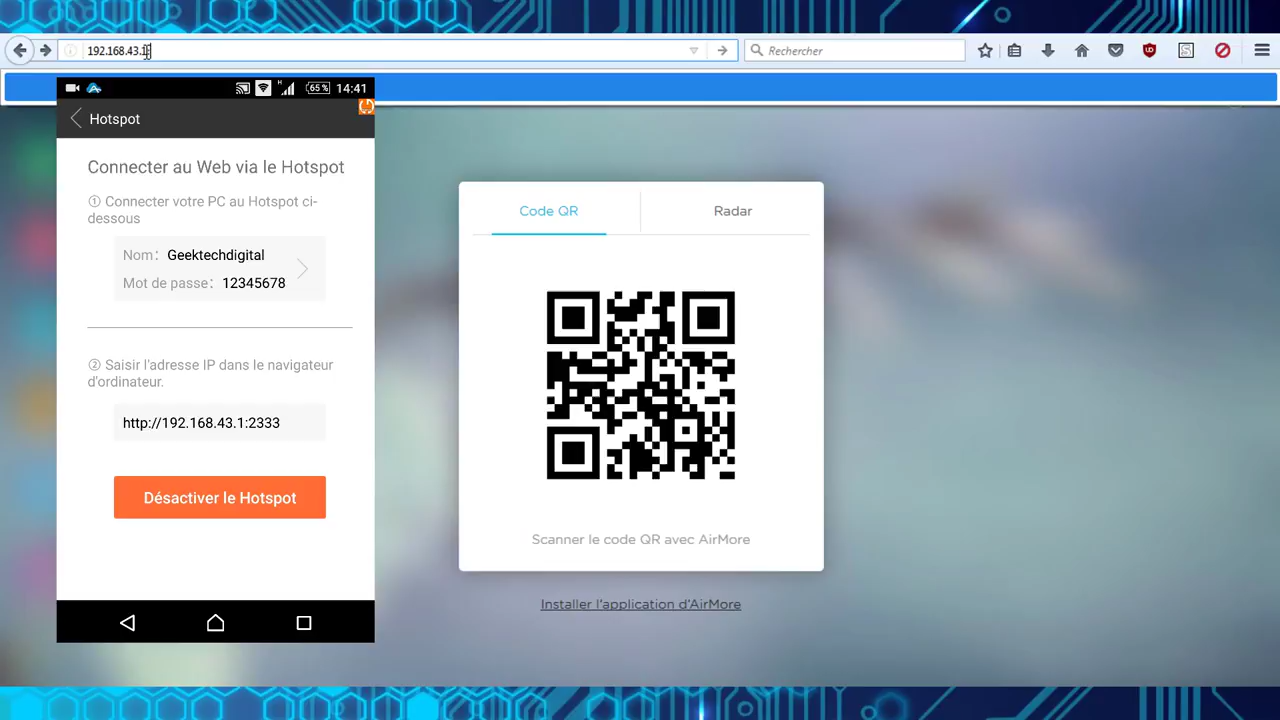 192.168.43.1
Rechercher
65 %
14:41
Hotspot
Connecter au Web via le Hotspot
① Connecter votre PC au Hotspot ci-
dessous
Nom: Geektechdigital
Mot de passe: 12345678
② Saisir l'adresse IP dans le navigateur
d'ordinateur.
http://192.168.43.1:2333
Désactiver le Hotspot
Code QR
Radar
Scanner le code QR avec AirMore
Installer l'application d'AirMore